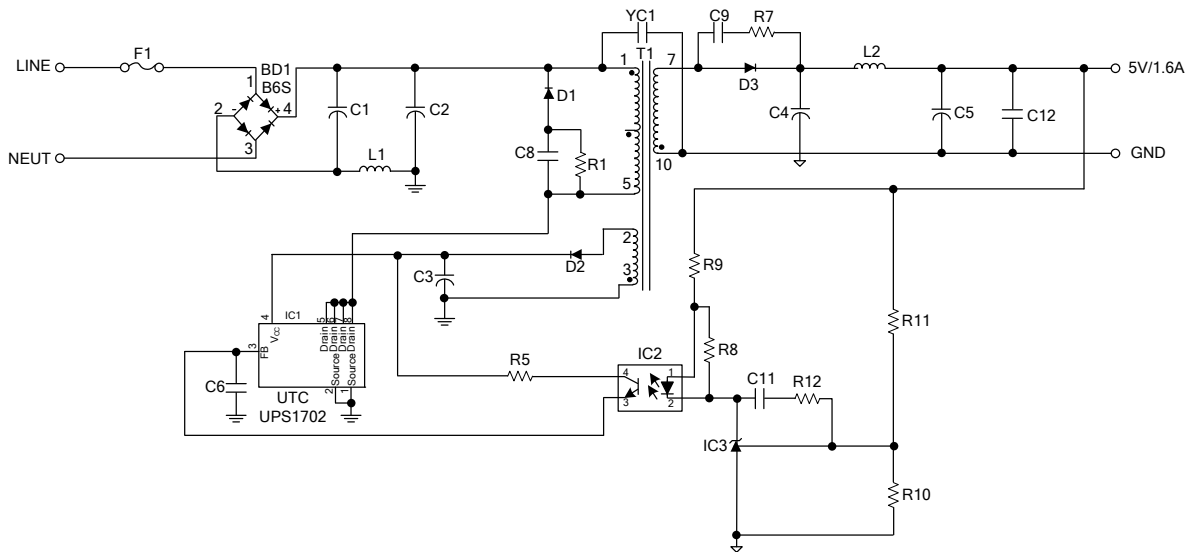 YC1
C9
R7
F1
T1
L2
LINE
1
7
5V/1.6A
BD1
B6S
1
D1
D3
2
-
+
4
C1
C2
C4
C5
C12
3
L1
C8
R1
NEUT
5
10
GND
2
D2
3
C3
R9
4
IC1
5
6
7
8
VCC
Drain
Drain
Drain
Drain
R11
3
FB
Source
Source
R5
IC2
R8
4
1
C6
2
1
3
2
C11
R12
UTC
UPS1702
IC3
R10